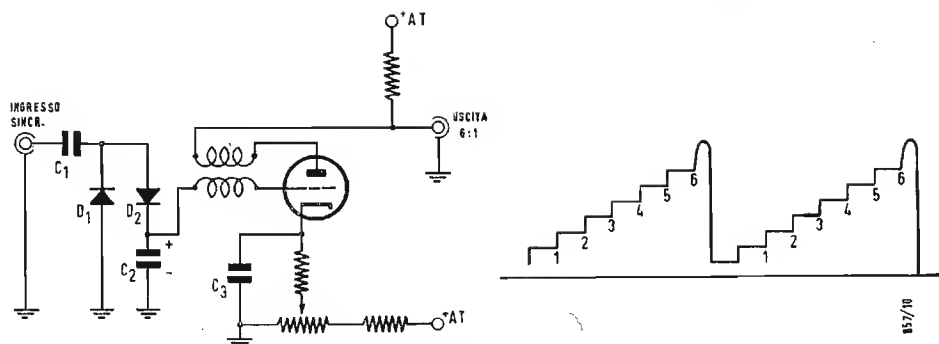 +AT
INGRESSO
SINCR.
C1
D1
D2
C2
+
-
USCITA
6:1
C3
+AT
1
2
3
4
5
6
1
2
3
4
5
6
857/10